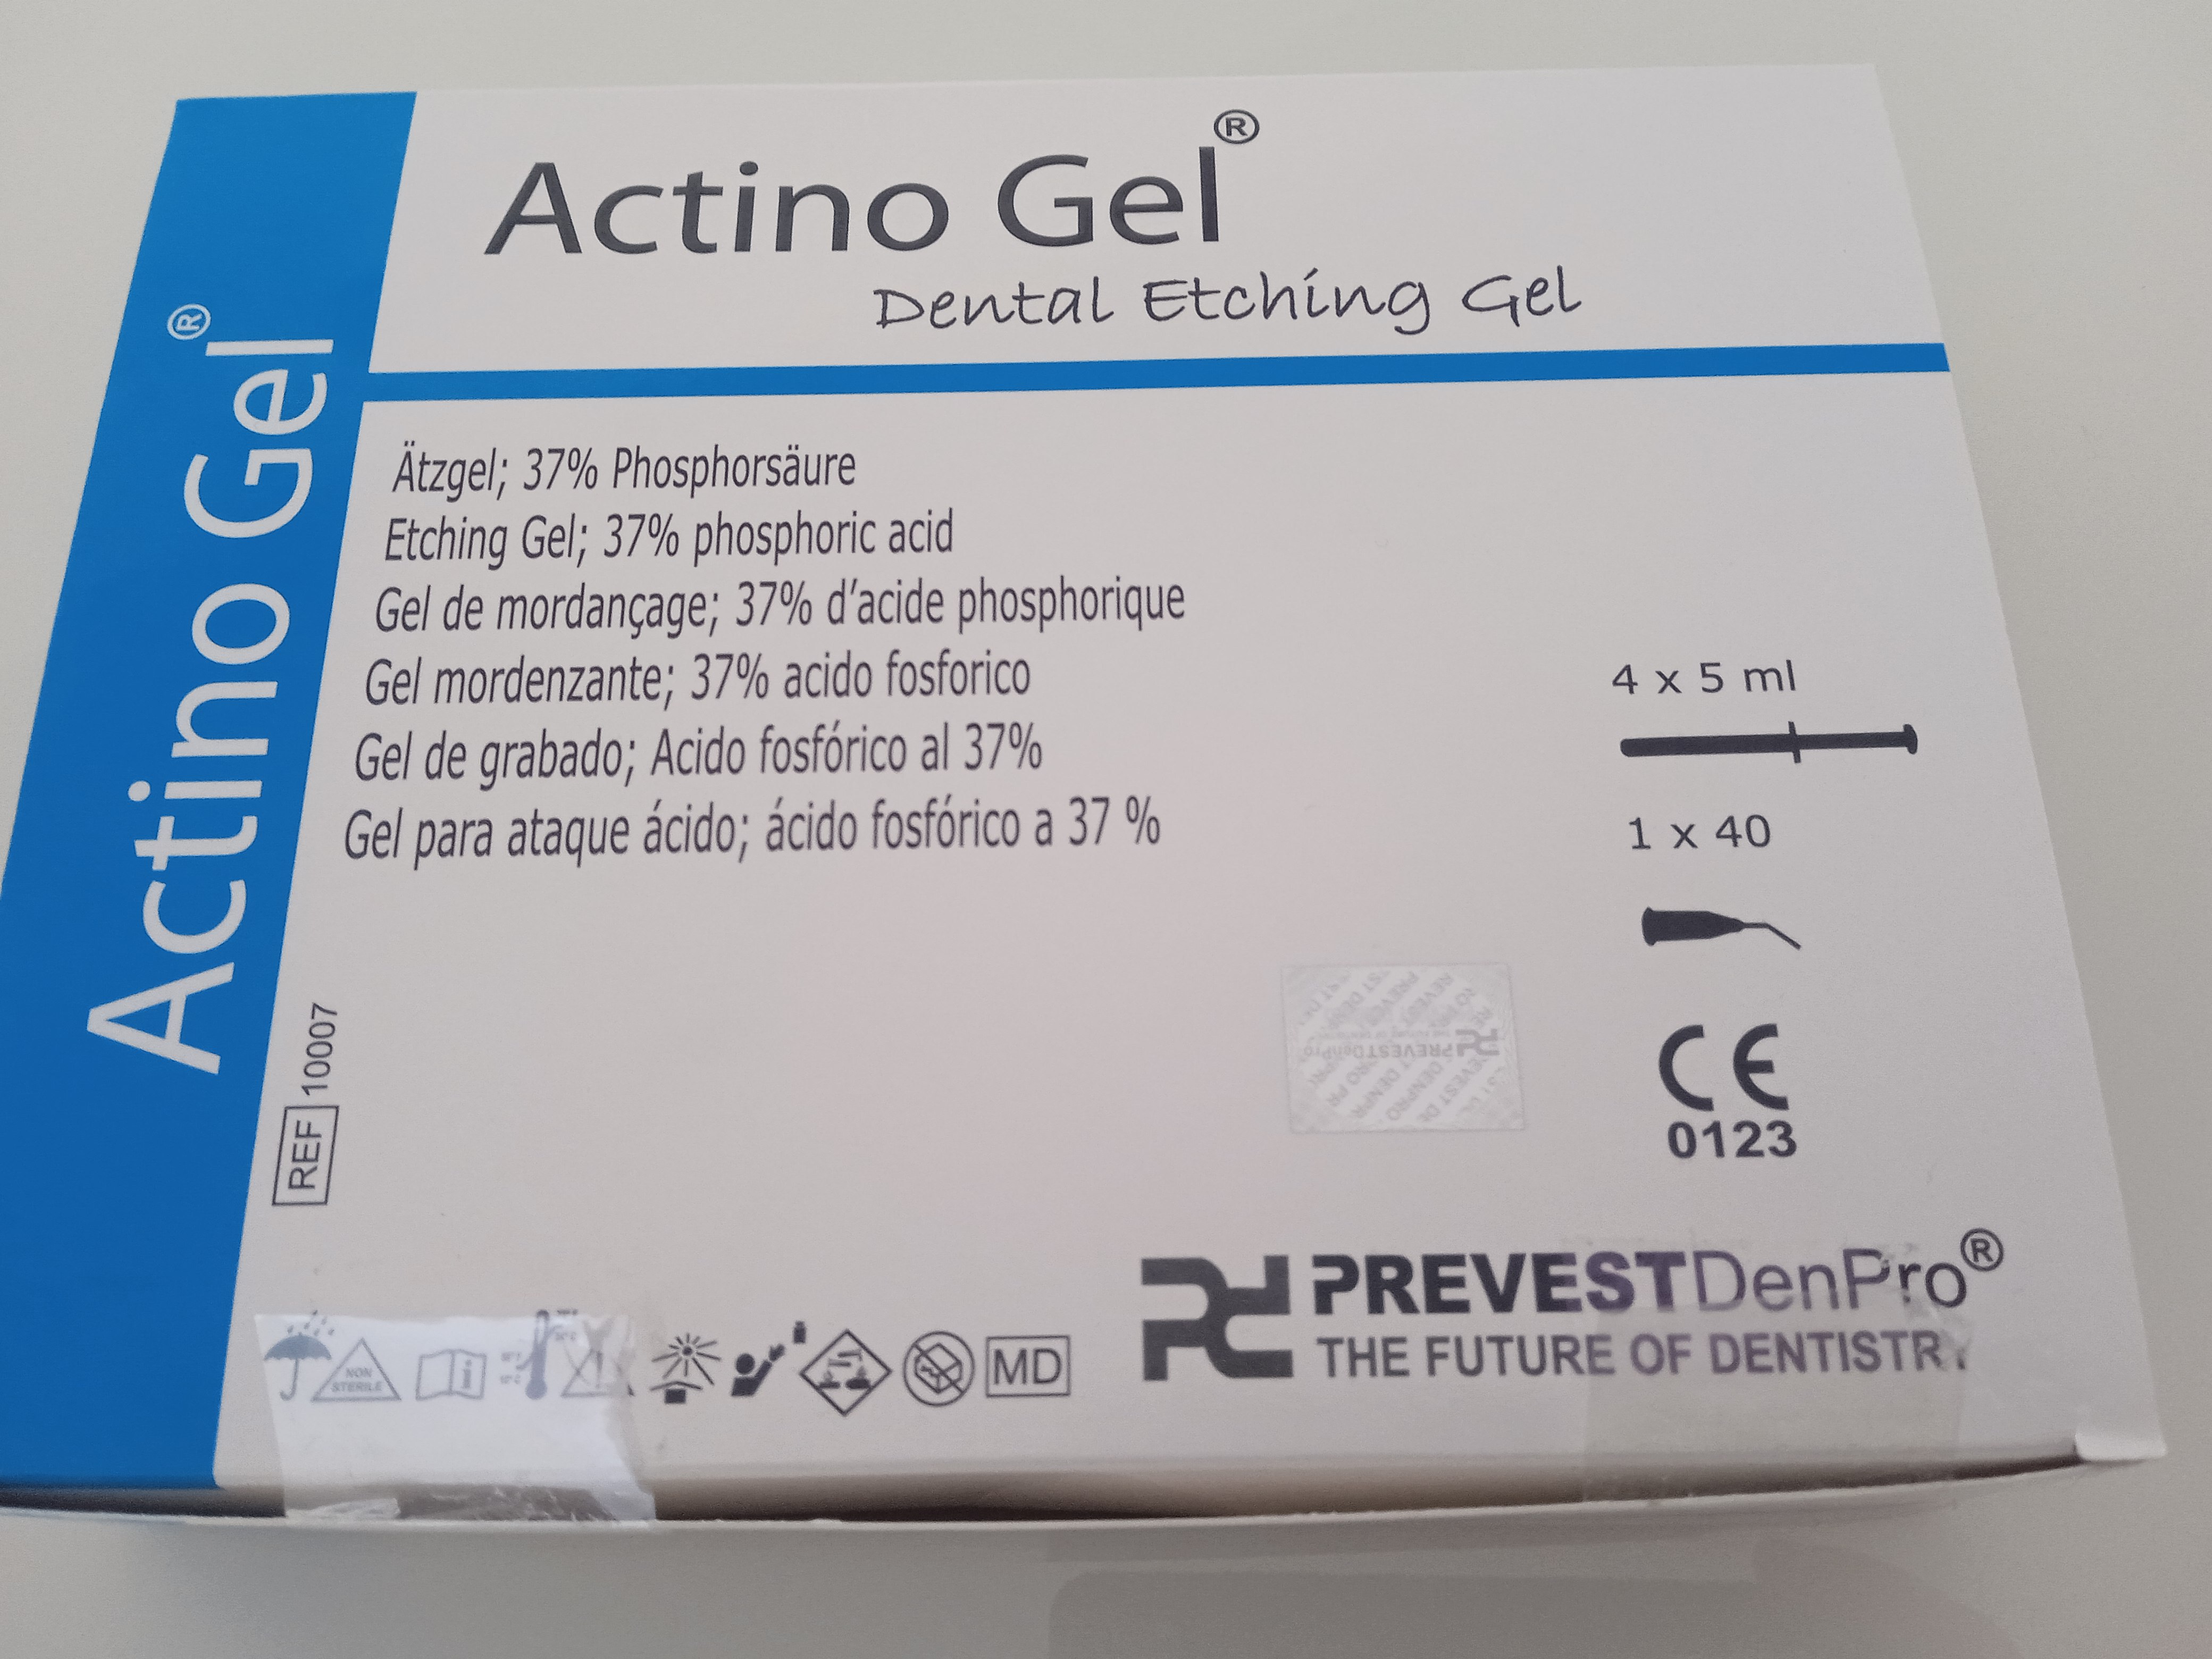 Actino Gel®
Actino Gel®
Dental Etching Gel
Ätzgel; 37% Phosphorsäure
Etching Gel; 37% phosphoric acid
Gel de mordançage; 37% d'acide phosphorique
Gel mordenzante; 37% acido fosforico
Gel de grabado; Acido fosfórico al 37%
Gel para ataque ácido; ácido fosfórico a 37 %
4 x 5 ml
1 x 40
REF 10007
PREVESTDenPro
CE
0123
NON
STERILE
i
MD
PREVESTDenPro®
THE FUTURE OF DENTISTRY